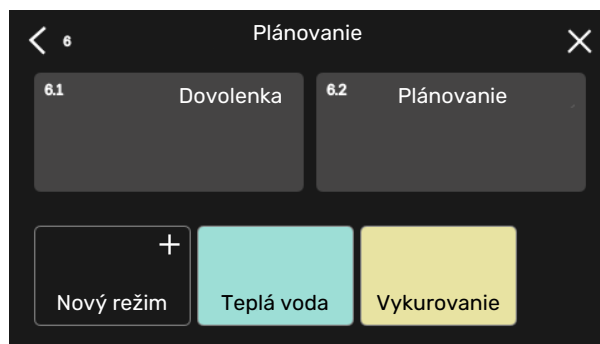 6 Plánovanie
6.1 Dovolenka
6.2 Plánovanie
Nový režim
Teplá voda
Vykurovanie